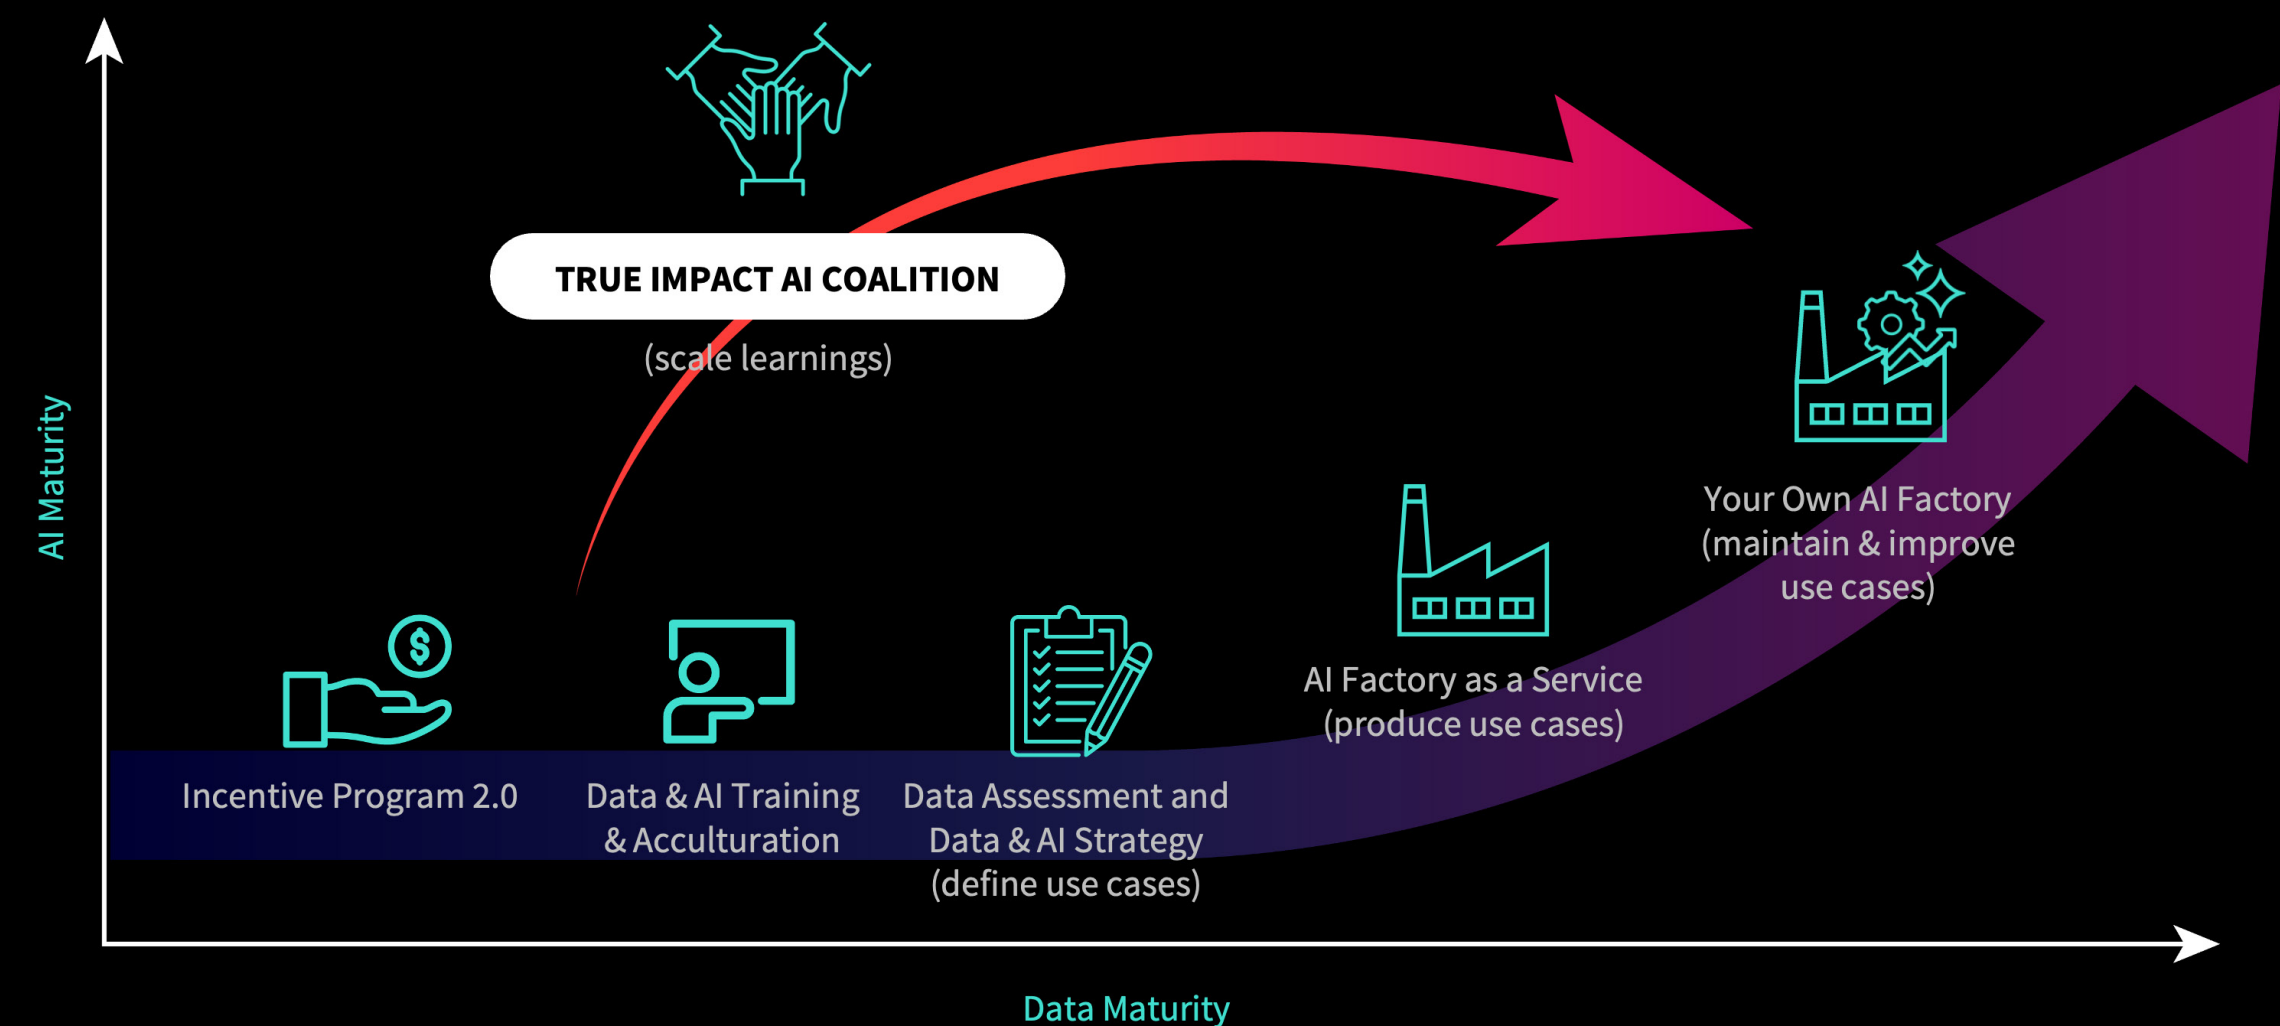 TRUE IMPACT AI COALITION
(scale learnings)
AI Maturity
Your Own AI Factory
(maintain & improve
use cases)
AI Factory as a Service
(produce use cases)
Incentive Program 2.0
Data & AI Training
& Acculturation
Data Assessment and
Data & AI Strategy
(define use cases)
Data Maturity